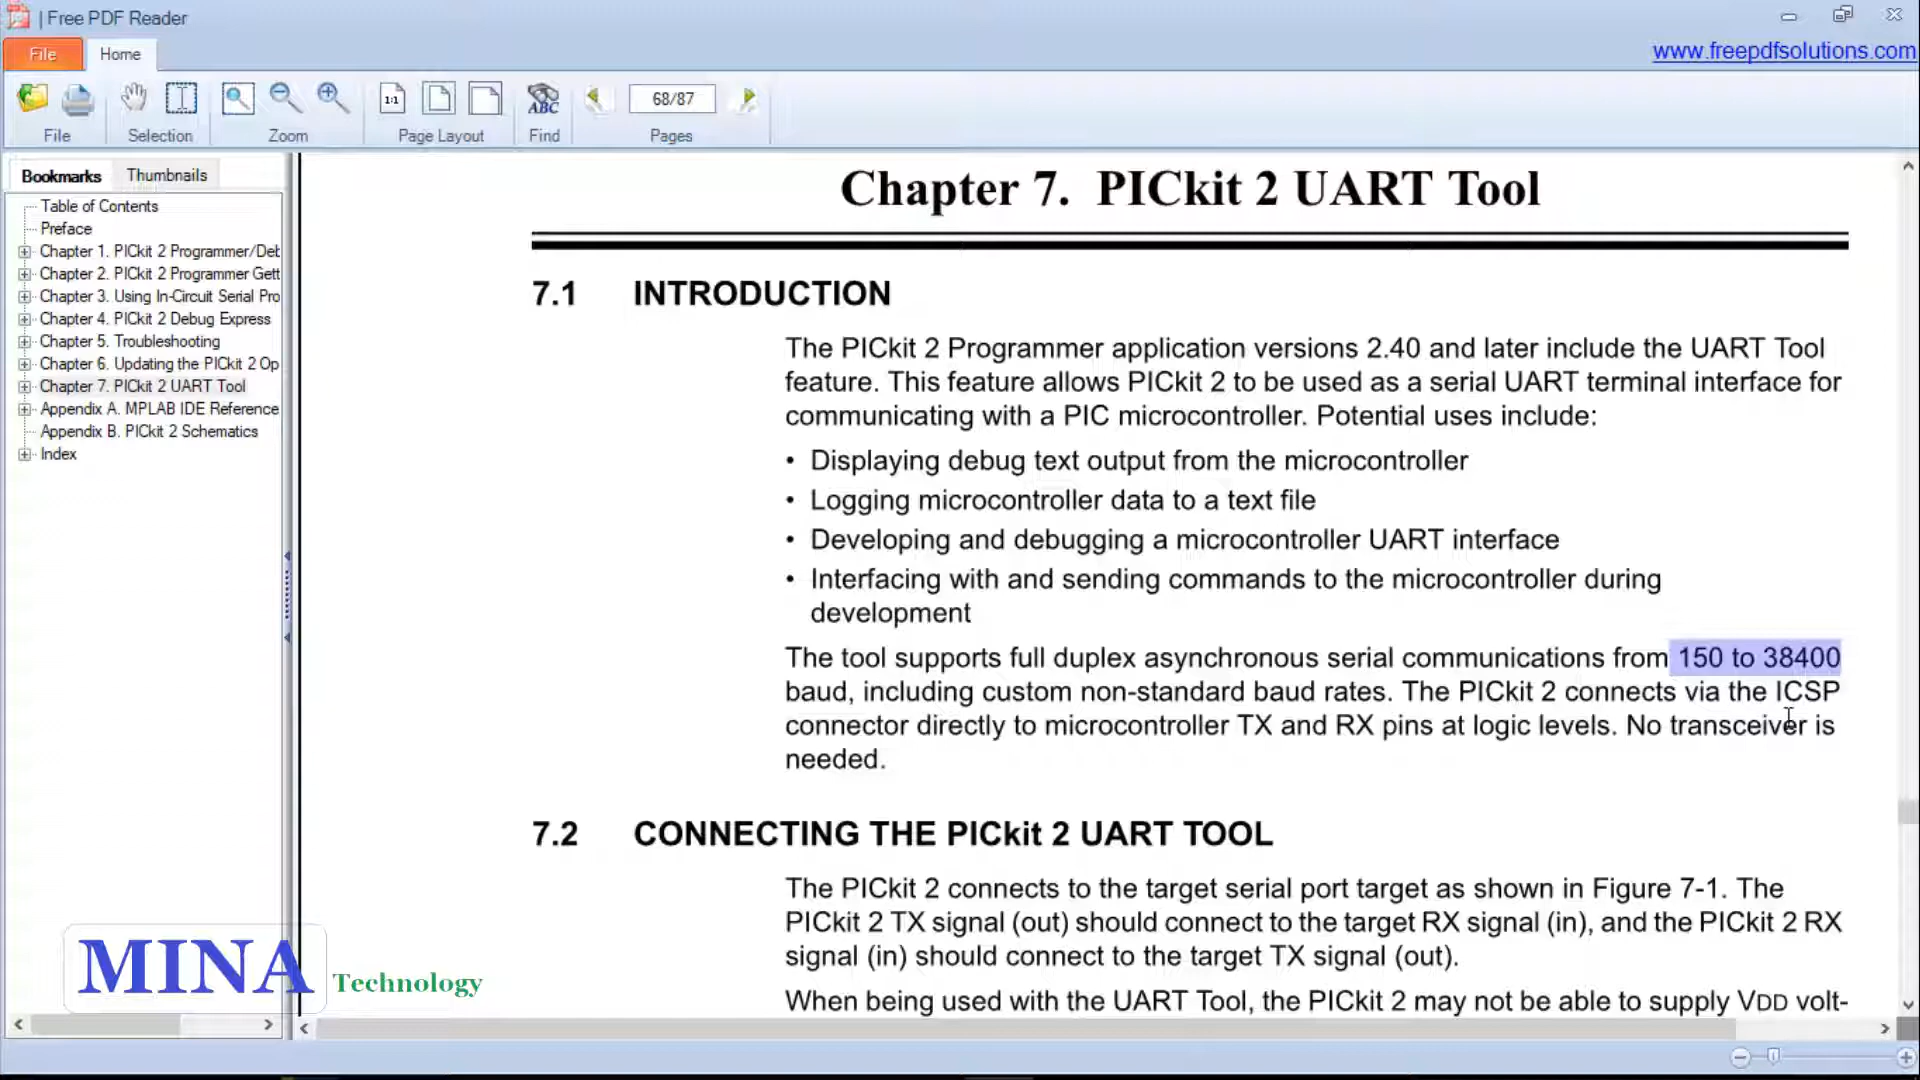 | Free PDF Reader
File
Home
www.freepdfsolutions.com
1:1
ABC
68/87
File
Selection
Zoom
Page Layout
Find
Pages
Bookmarks
Thumbnails
Table of Contents
Preface
Chapter 1. PICkit 2 Programmer/Deb
Chapter 2. PICkit 2 Programmer Gett
Chapter 3. Using In-Circuit Serial Pro
Chapter 4. PICkit 2 Debug Express
Chapter 5. Troubleshooting
Chapter 6. Updating the PICkit 2 Op
Chapter 7. PICkit 2 UART Tool
Appendix A. MPLAB IDE Reference
Appendix B. PICkit 2 Schematics
Index
Chapter 7. PICkit 2 UART Tool
7.1 INTRODUCTION
The PICkit 2 Programmer application versions 2.40 and later include the UART Tool
feature. This feature allows PICkit 2 to be used as a serial UART terminal interface for
communicating with a PIC microcontroller. Potential uses include:
• Displaying debug text output from the microcontroller
• Logging microcontroller data to a text file
• Developing and debugging a microcontroller UART interface
• Interfacing with and sending commands to the microcontroller during
development
The tool supports full duplex asynchronous serial communications from 150 to 38400
baud, including custom non-standard baud rates. The PICkit 2 connects via the ICSP
connector directly to microcontroller TX and RX pins at logic levels. No transceiver is
needed.
7.2 CONNECTING THE PICkit 2 UART TOOL
The PICkit 2 connects to the target serial port target as shown in Figure 7-1. The
PICkit 2 TX signal (out) should connect to the target RX signal (in), and the PICkit 2 RX
signal (in) should connect to the target TX signal (out).
When being used with the UART Tool, the PICkit 2 may not be able to supply VDD volt-
MINA Technology